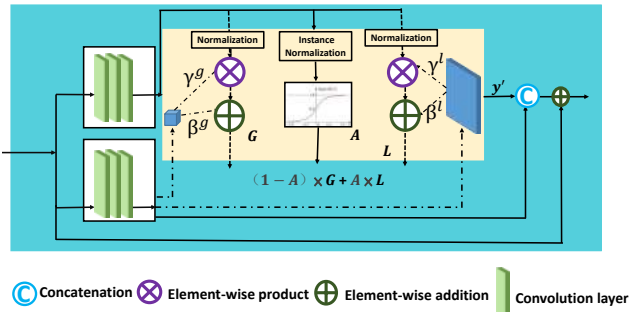 Normalization
Instance
Normalization
Normalization
γ^g
β^g
G
A
γ^l
β^l
L
y'
C
(1 − A) × G + A × L
C Concatenation
Element-wise product
Element-wise addition
Convolution layer